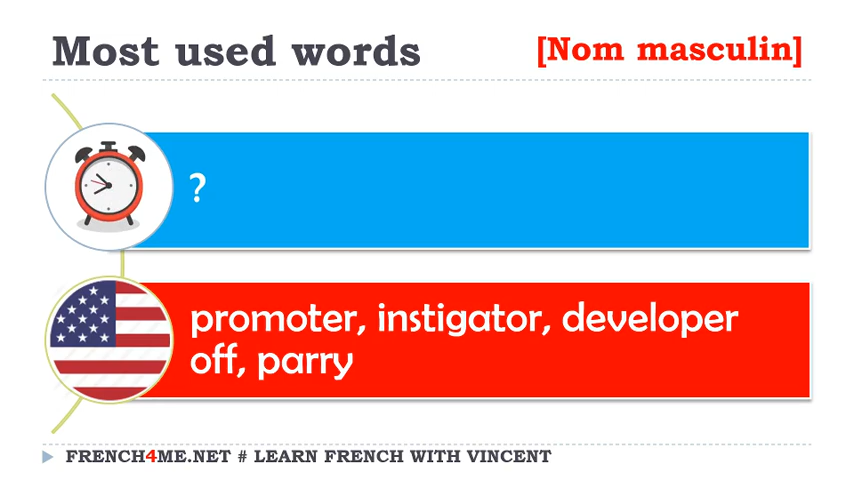 Most used words
[Nom masculin]
?
promoter, instigator, developer
off, parry
FRENCH4ME.NET # LEARN FRENCH WITH VINCENT